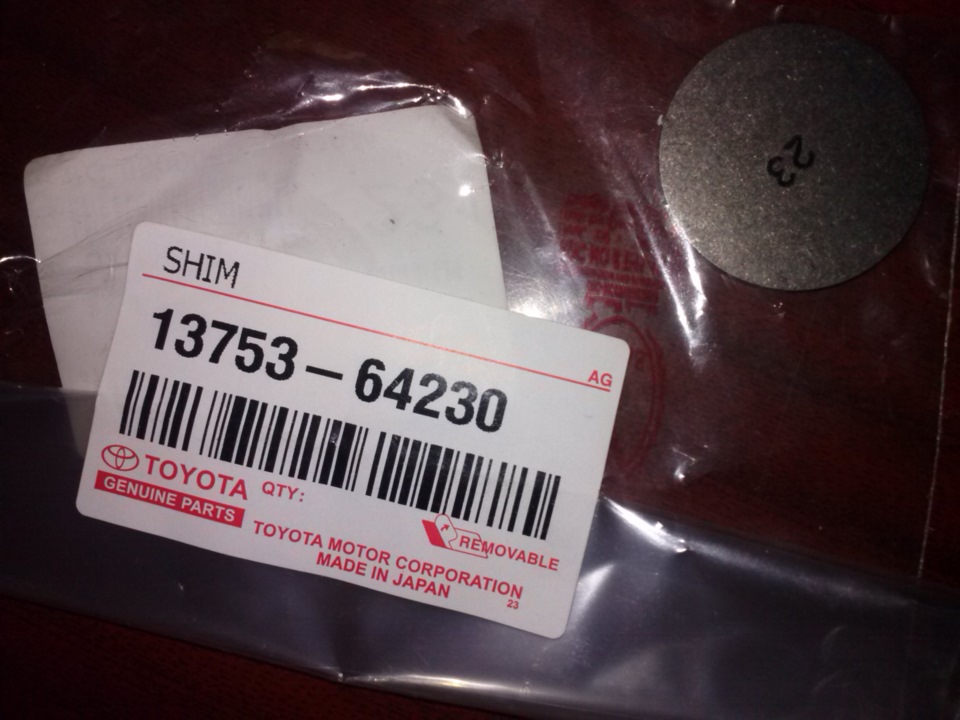 SHIM
AG
13753-64230
TOYOTA
GENUINE PARTS
QTY:
REMOVABLE
TOYOTA MOTOR CORPORATION
MADE IN JAPAN
23
23